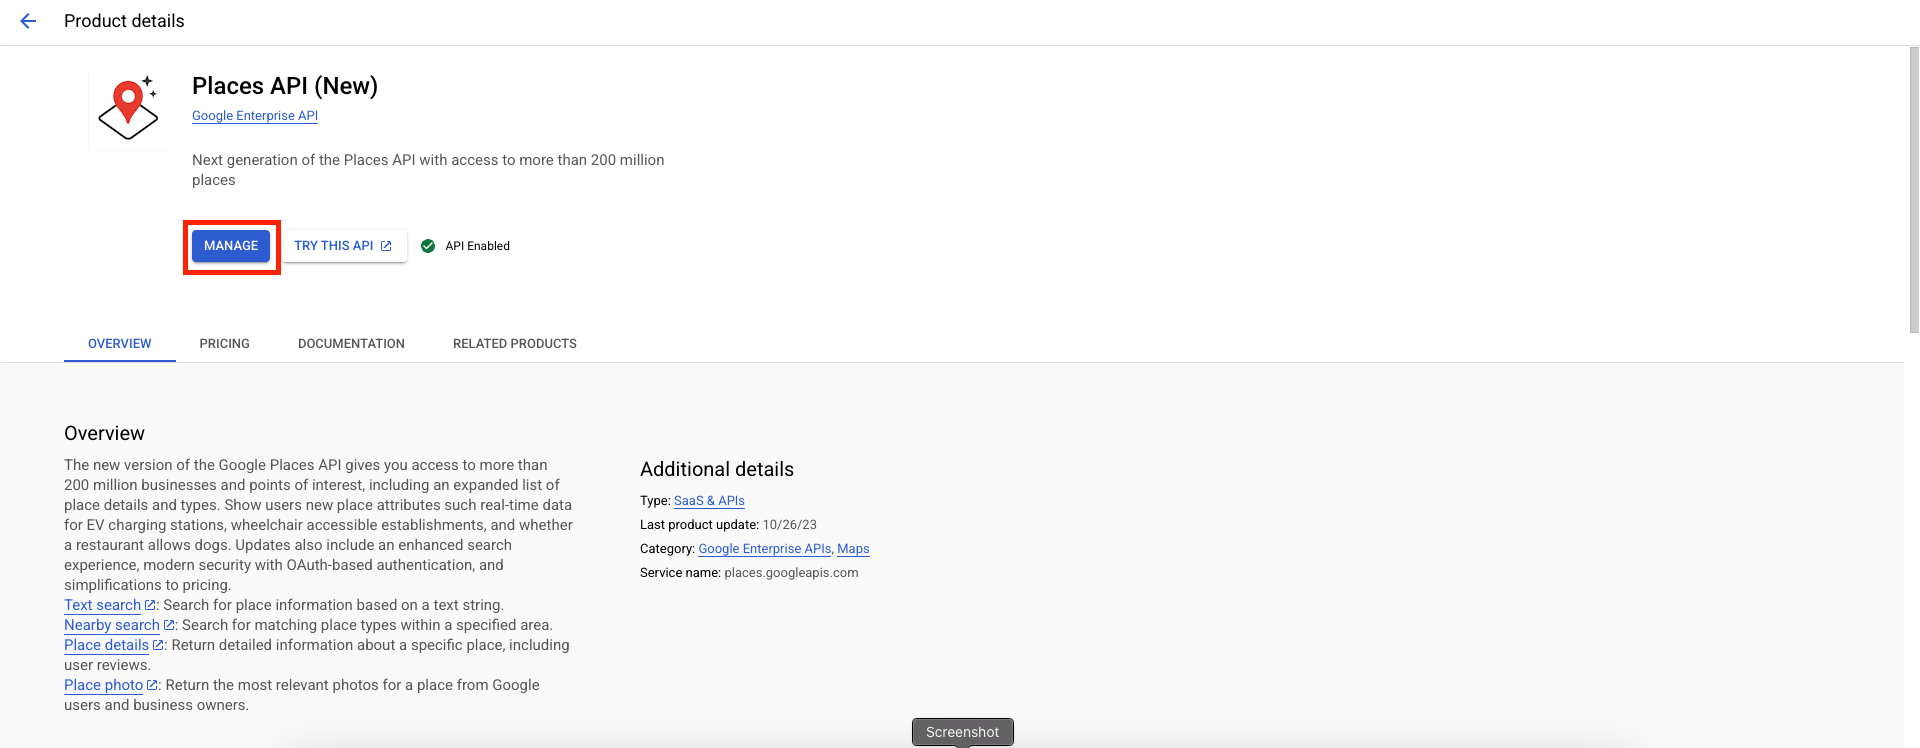 Product details
Places API (New)
Google Enterprise API
Next generation of the Places API with access to more than 200 million
places
MANAGE
TRY THIS API
API Enabled
OVERVIEW
PRICING
DOCUMENTATION
RELATED PRODUCTS
Overview
The new version of the Google Places API gives you access to more than
200 million businesses and points of interest, including an expanded list of
place details and types. Show users new place attributes such real-time data
for EV charging stations, wheelchair accessible establishments, and whether
a restaurant allows dogs. Updates also include an enhanced search
experience, modern security with OAuth-based authentication, and
simplifications to pricing.
Text search : Search for place information based on a text string.
Nearby search : Search for matching place types within a specified area.
Place details : Return detailed information about a specific place, including
user reviews.
Place photo : Return the most relevant photos for a place from Google
users and business owners.
Additional details
Type: SaaS & APIs
Last product update: 10/26/23
Category: Google Enterprise APIs, Maps
Service name: places.googleapis.com
Screenshot